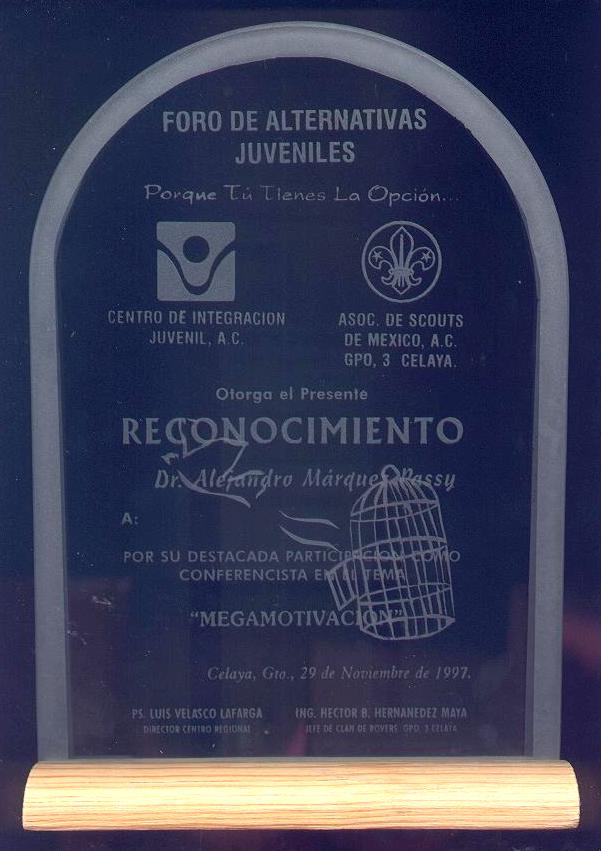 FORO DE ALTERNATIVAS
JUVENILES
Porque Tú Tienes La Opción...
CENTRO DE INTEGRACION
JUVENIL, A.C.
ASOC. DE SCOUTS
DE MEXICO, A.C.
GPO, 3 CELAYA.
Otorga el Presente
RECONOCIMIENTO
Dr. Alejandro Márquez Passy
A:
POR SU DESTACADA PARTICIPACION COMO
CONFERENCISTA EN EL TEMA
"MEGAMOTIVACION"
Celaya, Gto., 29 de Noviembre de 1997.
PS. LUIS VELASCO LAFARGA
DIRECTOR CENTRO REGIONAL
ING. HECTOR B. HERNANEDEZ MAYA
JEFE DE CLAN DE ROVERS GPO. 3 CELAYA